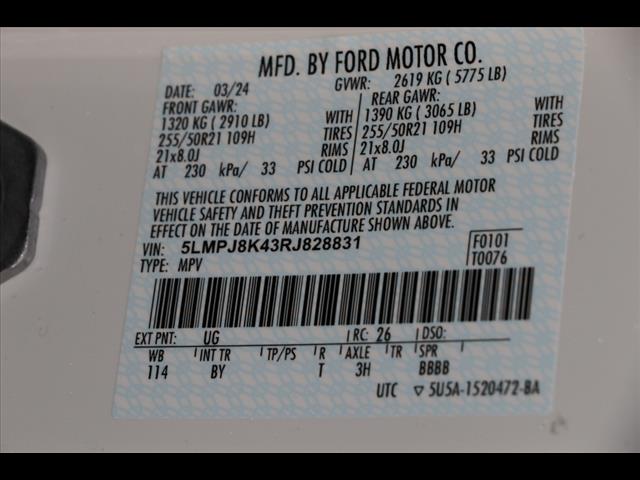 MFD. BY FORD MOTOR CO.
DATE: 03/24 GVWR: 2619 KG (5775 LB)
FRONT GAWR: REAR GAWR:
1320 KG (2910 LB) WITH 1390 KG (3065 LB) WITH
255/50R21 109H TIRES 255/50R21 109H TIRES
21x8.0J RIMS 21x8.0J RIMS
AT 230 kPa/ 33 PSI COLD AT 230 kPa/ 33 PSI COLD
THIS VEHICLE CONFORMS TO ALL APPLICABLE FEDERAL MOTOR
VEHICLE SAFETY AND THEFT PREVENTION STANDARDS IN
EFFECT ON THE DATE OF MANUFACTURE SHOWN ABOVE.
VIN: 5LMPJ8K43RJ828831 F0101
TYPE: MPV T0076
EXT PNT: UG RC: 26 DSO:
WB INT TR TP/PS R AXLE TR SPR
114 BY T 3H BBBB
UTC ▽ 5U5A-1520472-BA